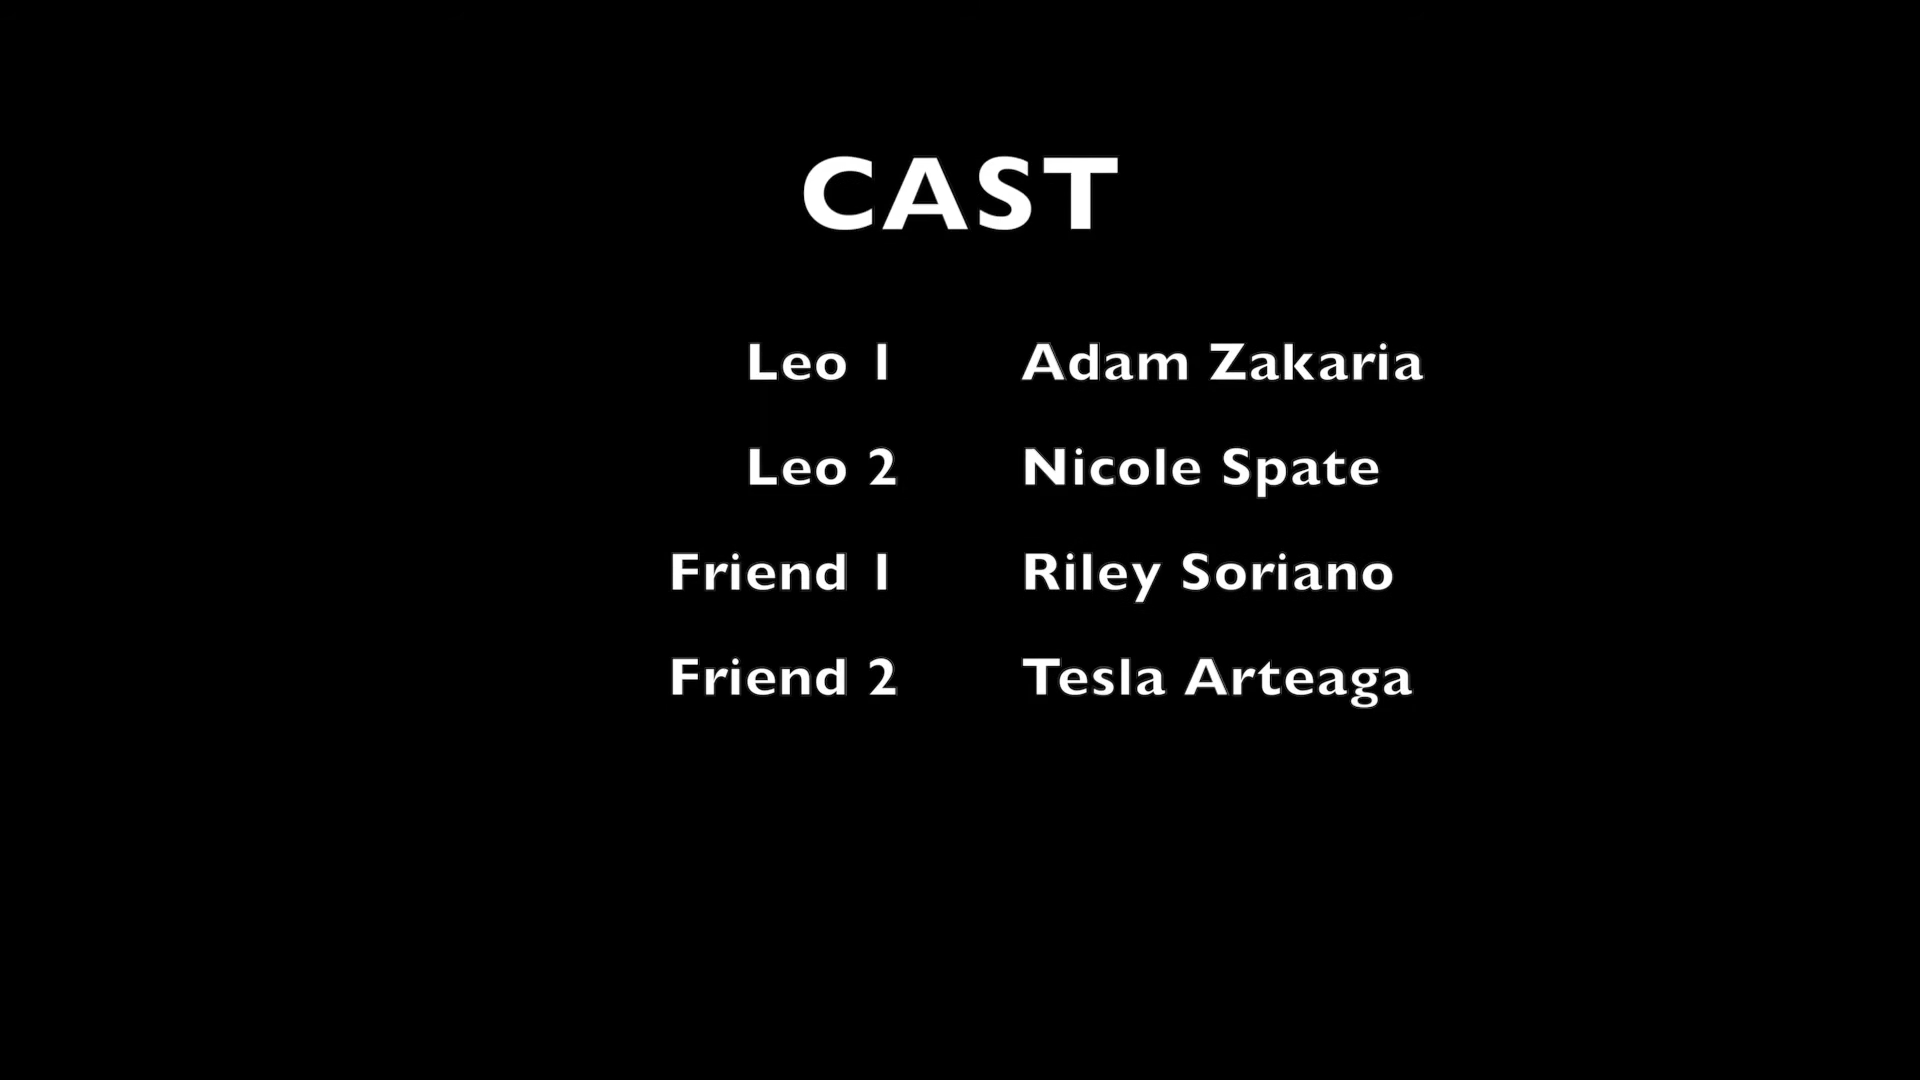 CAST
Leo 1 Adam Zakaria
Leo 2 Nicole Spate
Friend 1 Riley Soriano
Friend 2 Tesla Arteaga